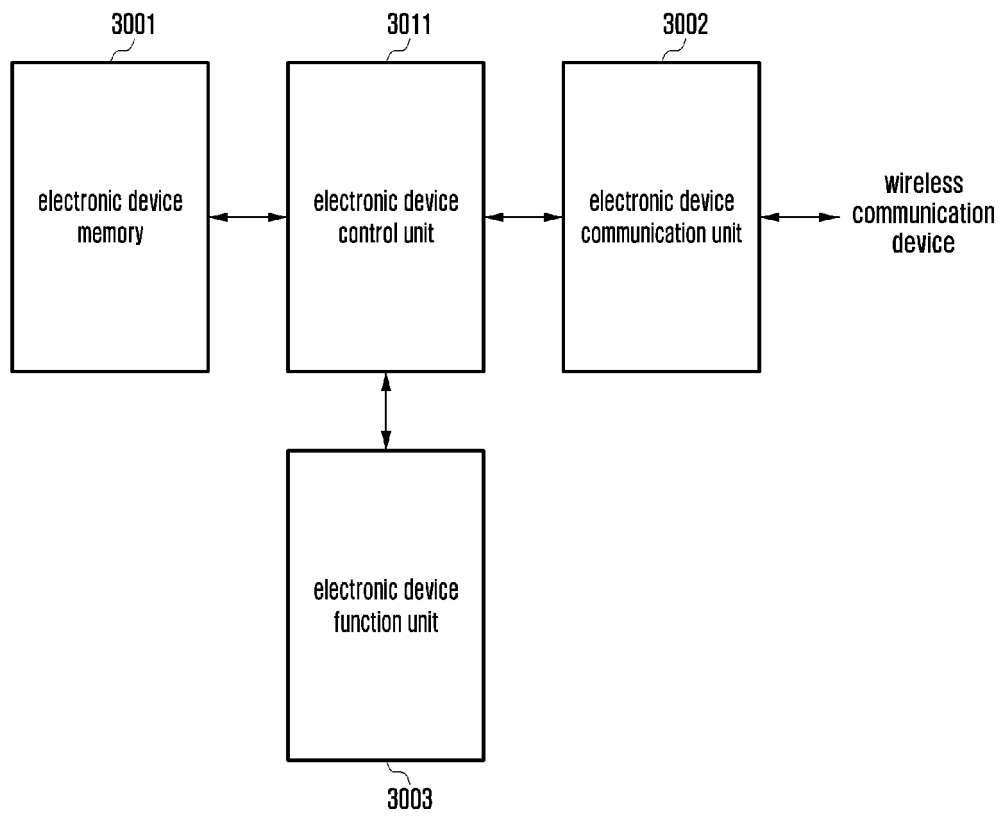 3001
3011
3002
electronic device
memory
electronic device
control unit
electronic device
communication unit
wireless
communication
device
electronic device
function unit
3003